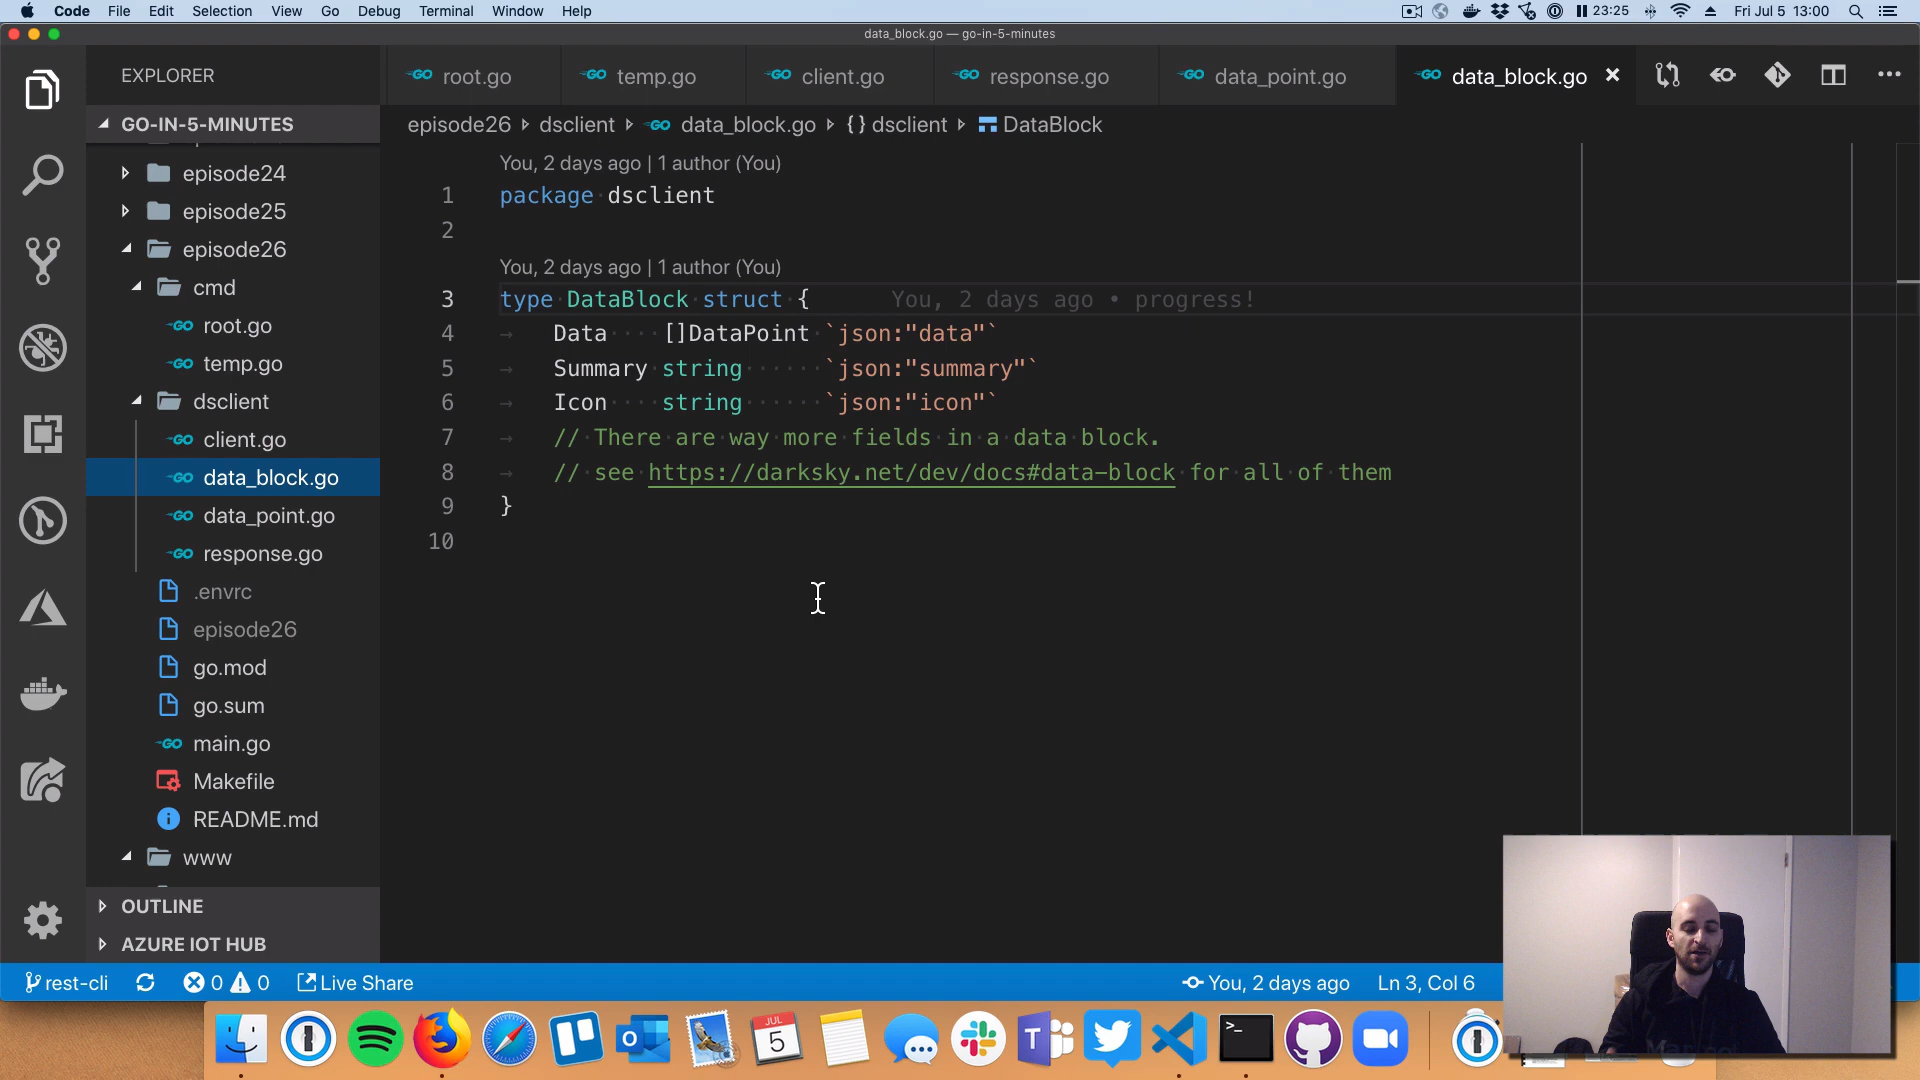 Code File Edit Selection View Go Debug Terminal Window Help
23:25 Fri Jul 5 13:00
data_block.go — go-in-5-minutes
EXPLORER
root.go temp.go client.go response.go data_point.go data_block.go
GO-IN-5-MINUTES
episode26 dsclient data_block.go {} dsclient DataBlock
episode24
episode25
episode26
cmd
root.go
temp.go
dsclient
client.go
data_block.go
data_point.go
response.go
.envrc
episode26
go.mod
go.sum
main.go
Makefile
README.md
www
OUTLINE
AZURE IOT HUB
You, 2 days ago | 1 author (You)
1 package dsclient
2
You, 2 days ago | 1 author (You)
3 type DataBlock struct { You, 2 days ago • progress!
4 Data []DataPoint `json:"data"`
5 Summary string `json:"summary"`
6 Icon string `json:"icon"`
7 // There are way more fields in a data block.
8 // see https://darksky.net/dev/docs#data-block for all of them
9 }
10
rest-cli 0 0 Live Share You, 2 days ago Ln 3, Col 6
JUL
5